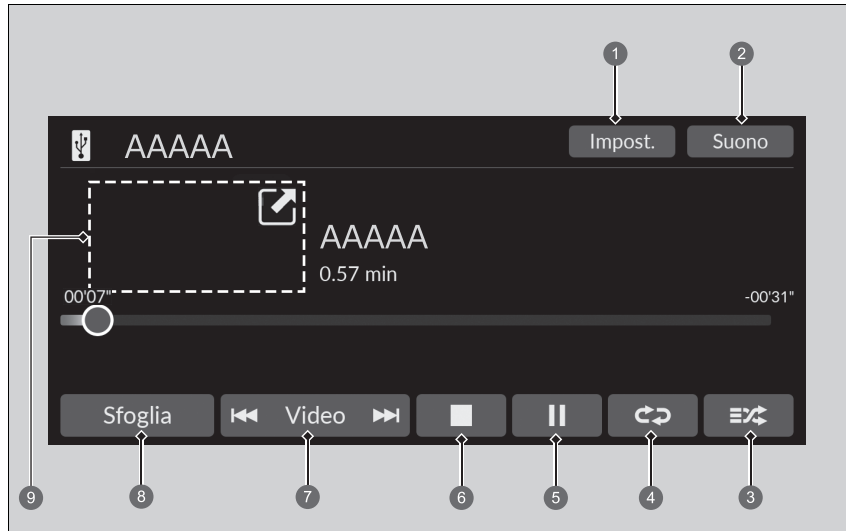 1 2
AAAAA Impost. Suono
AAAAA
9
0.57 min
00'07" -00'31"
Sfoglia Video
9 8 7 6 5 4 3